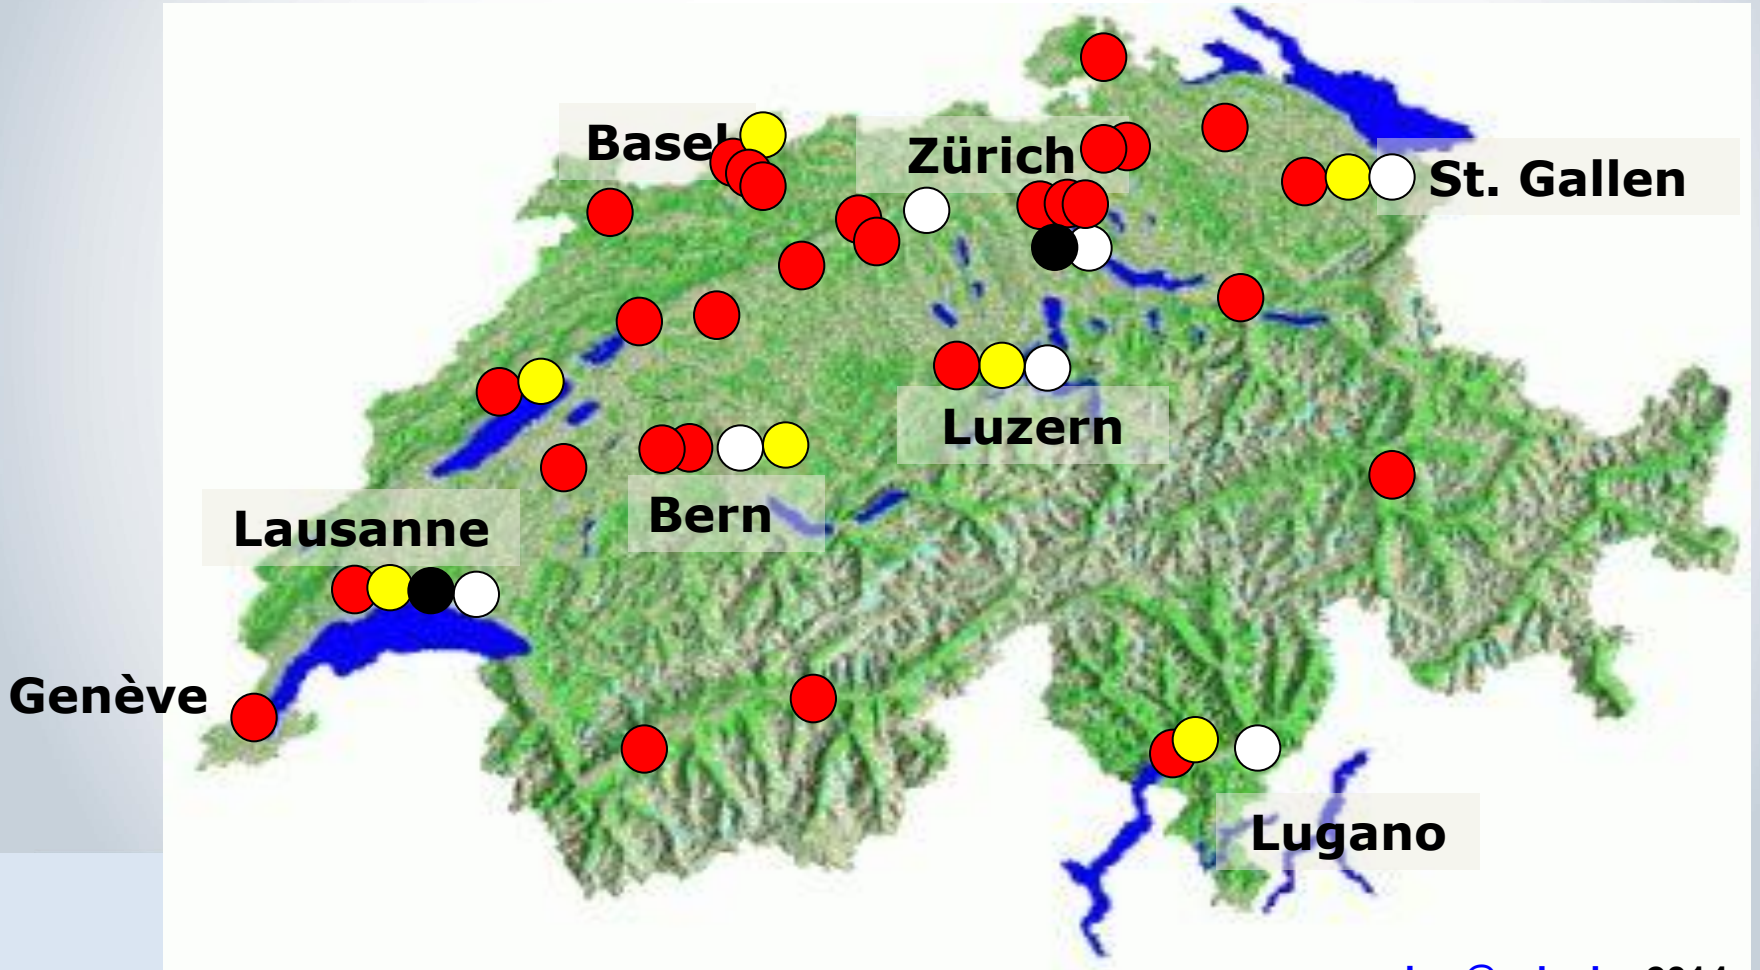 Basel
Zürich
St. Gallen
Luzern
Bern
Lausanne
Genève
Lugano